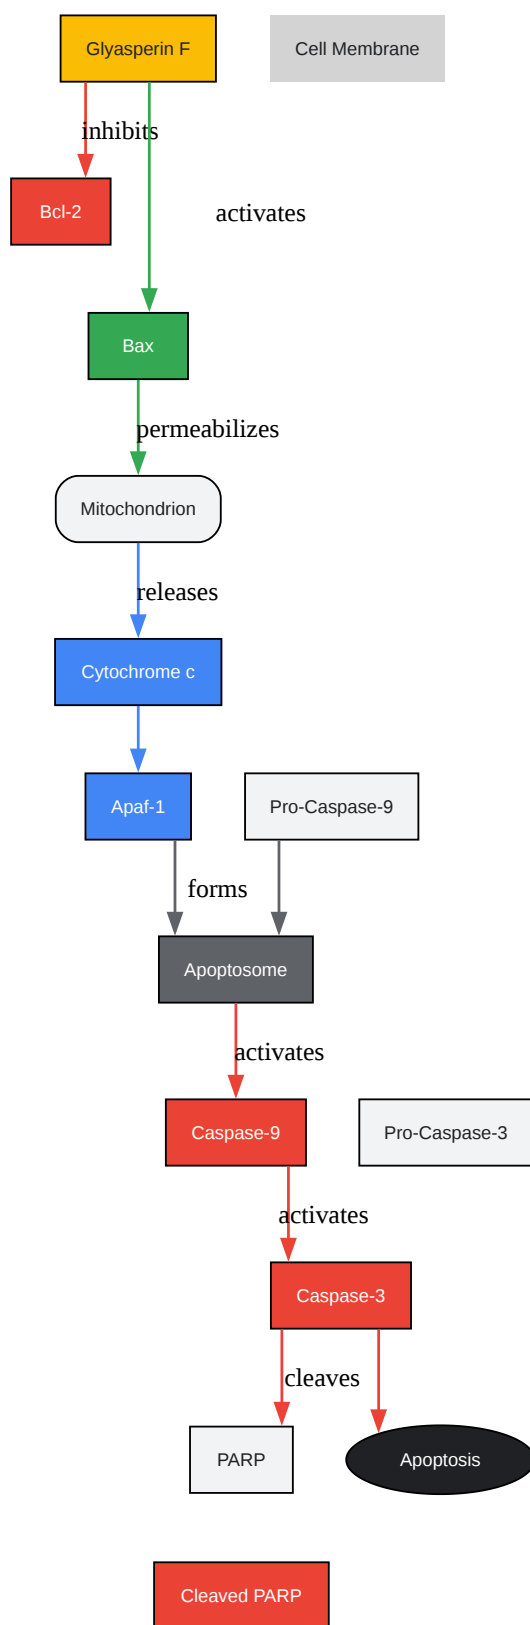 Glyasperin F
Cell Membrane
inhibits
Bcl-2
activates
Bax
permeabilizes
Mitochondrion
releases
Cytochrome c
Apaf-1
Pro-Caspase-9
forms
Apoptosome
activates
Caspase-9
Pro-Caspase-3
activates
Caspase-3
cleaves
PARP
Apoptosis
Cleaved PARP